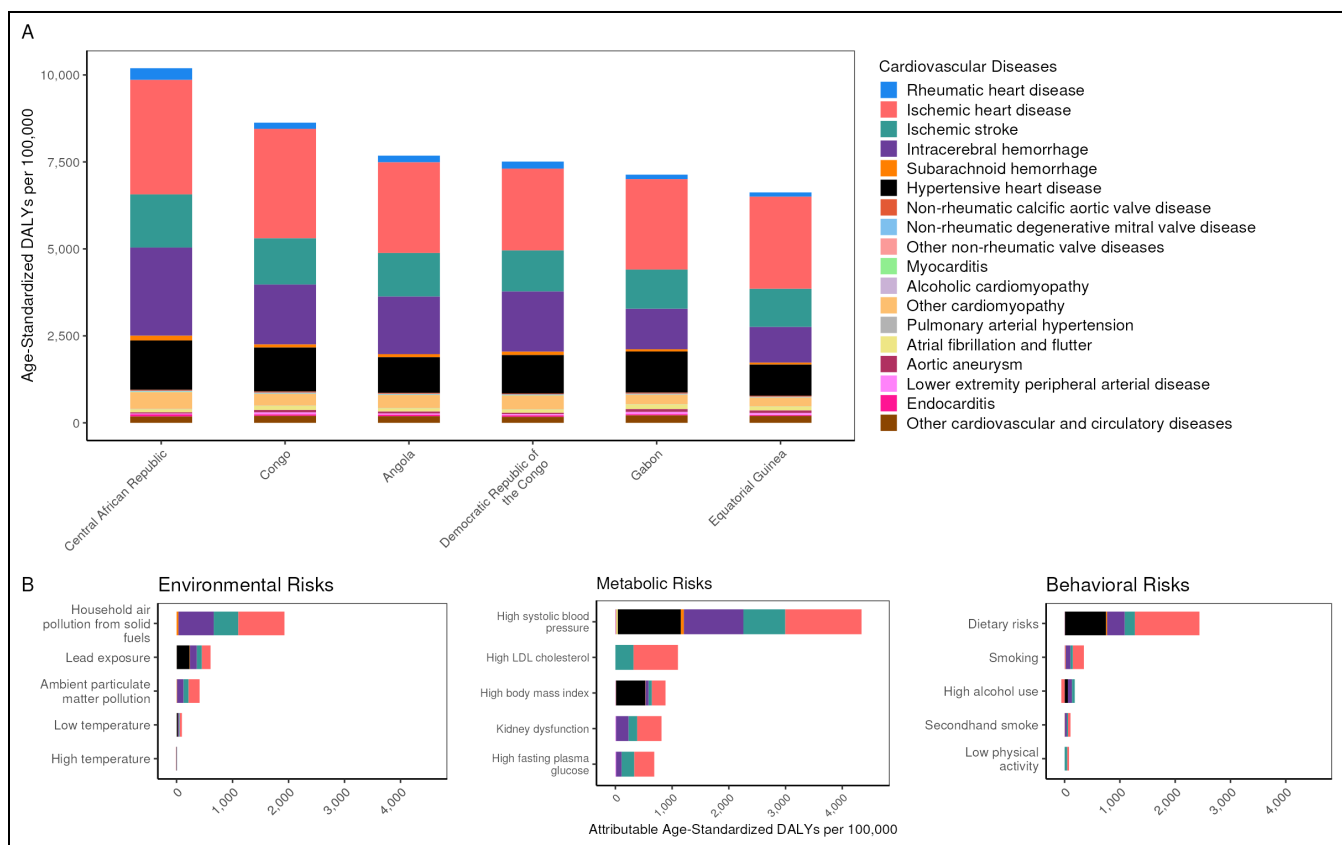 A
Age-Standardized DALYs per 100,000
10,000
7,500
5,000
2,500
0
Central African Republic
Congo
Angola
Democratic Republic of
the Congo
Gabon
Equatorial Guinea
Cardiovascular Diseases
Rheumatic heart disease
Ischemic heart disease
Ischemic stroke
Intracerebral hemorrhage
Subarachnoid hemorrhage
Hypertensive heart disease
Non-rheumatic calcific aortic valve disease
Non-rheumatic degenerative mitral valve disease
Other non-rheumatic valve diseases
Myocarditis
Alcoholic cardiomyopathy
Other cardiomyopathy
Pulmonary arterial hypertension
Atrial fibrillation and flutter
Aortic aneurysm
Lower extremity peripheral arterial disease
Endocarditis
Other cardiovascular and circulatory diseases
B
Environmental Risks
Household air
pollution from solid
fuels
Lead exposure
Ambient particulate
matter pollution
Low temperature
High temperature
0
1,000
2,000
3,000
4,000
Metabolic Risks
High systolic blood
pressure
High LDL cholesterol
High body mass index
Kidney dysfunction
High fasting plasma
glucose
0
1,000
2,000
3,000
4,000
Attributable Age-Standardized DALYs per 100,000
Behavioral Risks
Dietary risks
Smoking
High alcohol use
Secondhand smoke
Low physical
activity
0
1,000
2,000
3,000
4,000